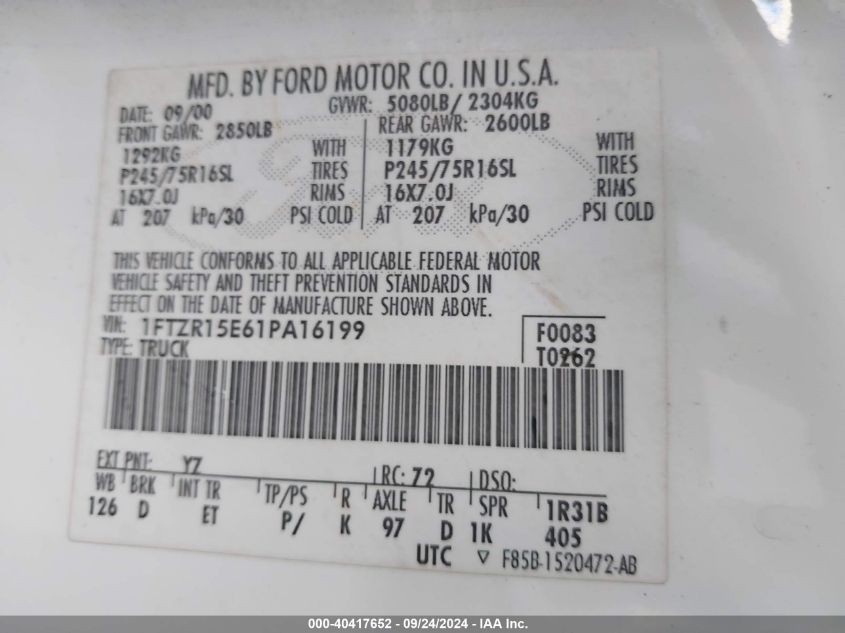 MFD. BY FORD MOTOR CO. IN U.S.A.
DATE: 09/00 GVWR: 5080LB/ 2304KG
FRONT GAWR: 2850LB REAR GAWR: 2600LB
1292KG WITH 1179KG WITH
P245/75R16SL TIRES P245/75R16SL TIRES
16X7.0J RIMS 16X7.0J RIMS
AT 207 kPa/30 PSI COLD AT 207 kPa/30 PSI COLD
THIS VEHICLE CONFORMS TO ALL APPLICABLE FEDERAL MOTOR
VEHICLE SAFETY AND THEFT PREVENTION STANDARDS IN
EFFECT ON THE DATE OF MANUFACTURE SHOWN ABOVE.
VIN: 1FTZR15E61PA16199 F0083
TYPE: TRUCK T0262
EXT PNT: YZ RC: 72 DSO:
WB BRK INT TR TP/PS R AXLE TR SPR 1R31B
126 D ET P/ K 97 D 1K 405
UTC ▽ F85B-1520472-AB
000-40417652 - 09/24/2024 - IAA Inc.